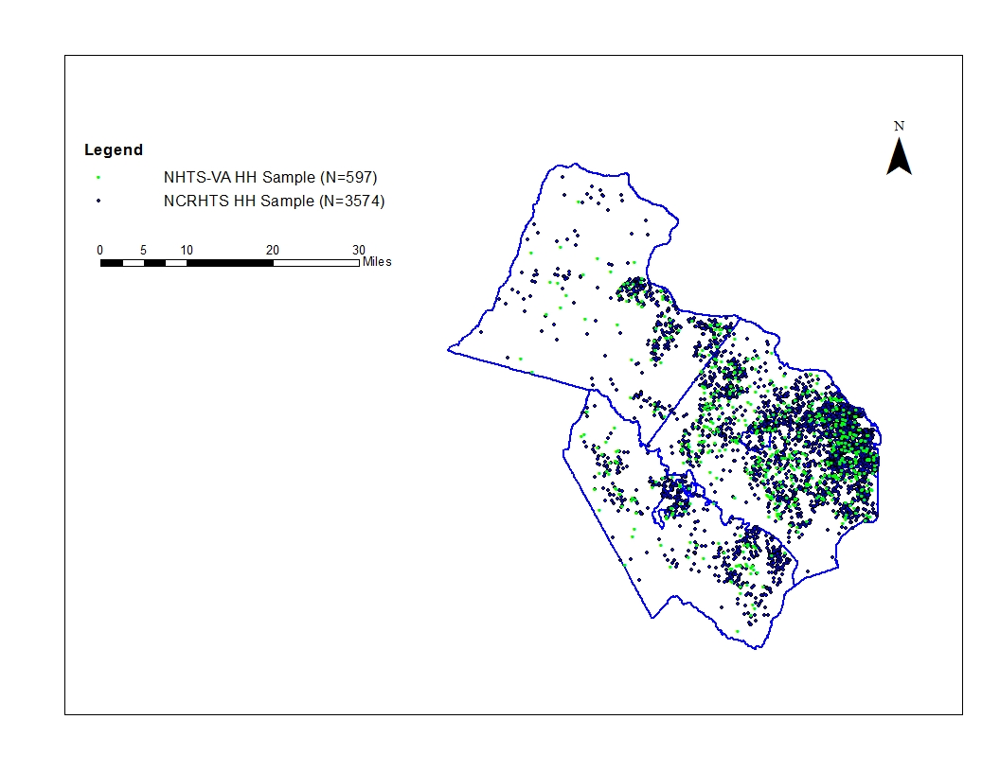 N
Legend
NHTS-VA HH Sample (N=597)
NCRHTS HH Sample (N=3574)
0 5 10 20 30
Miles